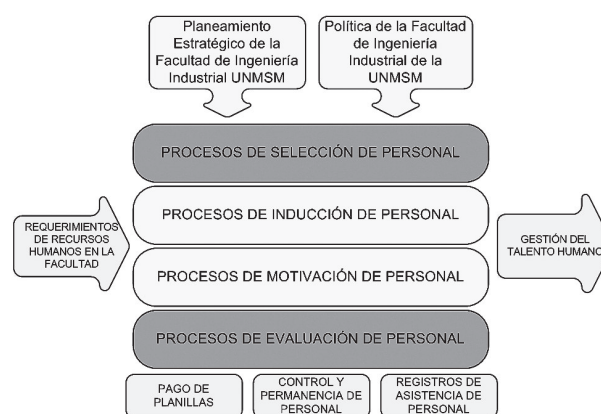 Planeamiento
Estratégico de la
Facultad de Ingeniería
Industrial UNMSM
Política de la Facultad
de Ingeniería
Industrial de la
UNMSM
PROCESOS DE SELECCIÓN DE PERSONAL
PROCESOS DE INDUCCIÓN DE PERSONAL
REQUERIMIENTOS
DE RECURSOS
HUMANOS EN LA
FACULTAD
GESTIÓN DEL
TALENTO HUMANO
PROCESOS DE MOTIVACIÓN DE PERSONAL
PROCESOS DE EVALUACIÓN DE PERSONAL
PAGO DE
PLANILLAS
CONTROL Y
PERMANENCIA DE
PERSONAL
REGISTROS DE
ASISTENCIA DE
PERSONAL